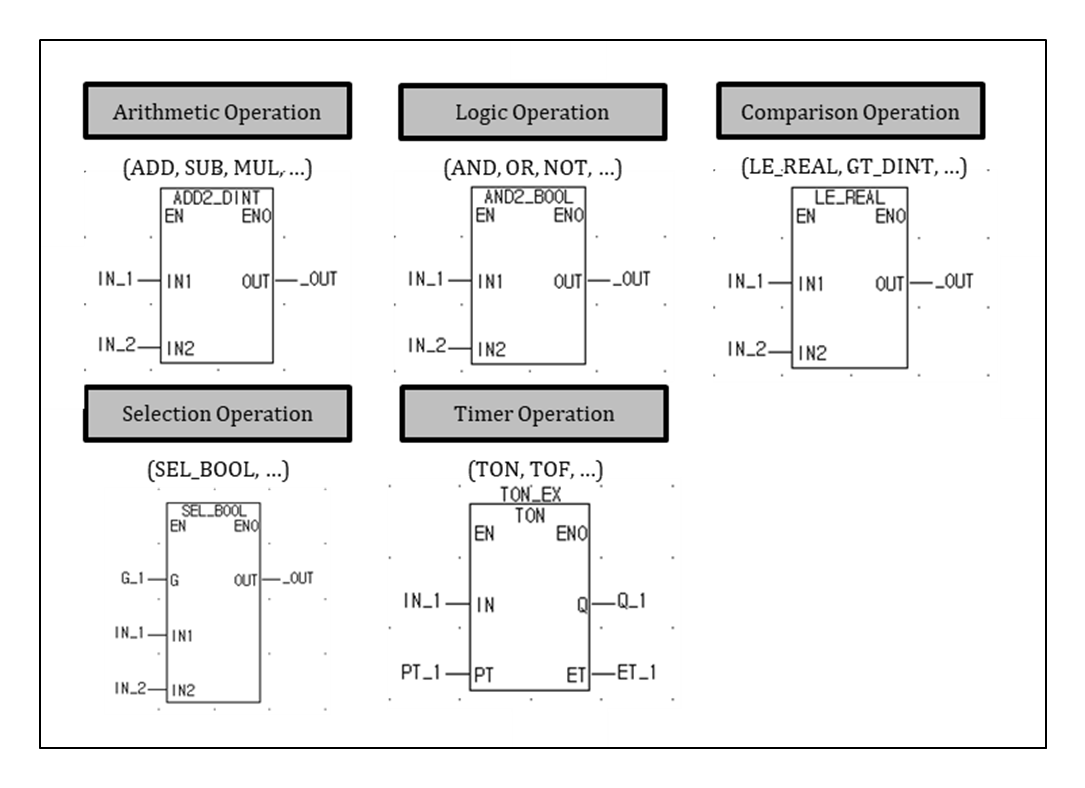 Arithmetic Operation
(ADD, SUB, MUL, ...)
ADD2_DINT
EN ENO
IN_1 IN1 OUT _OUT
IN_2 IN2
Logic Operation
(AND, OR, NOT, ...)
AND2_BOOL
EN ENO
IN_1 IN1 OUT _OUT
IN_2 IN2
Comparison Operation
(LE_REAL, GT_DINT, ...)
LE_REAL
EN ENO
IN_1 IN1 OUT _OUT
IN_2 IN2
Selection Operation
(SEL_BOOL, ...)
SEL_BOOL
EN ENO
G_1 G OUT _OUT
IN_1 IN1
IN_2 IN2
Timer Operation
(TON, TOF, ...)
TON_EX
TON
EN ENO
IN_1 IN Q Q_1
PT_1 PT ET ET_1